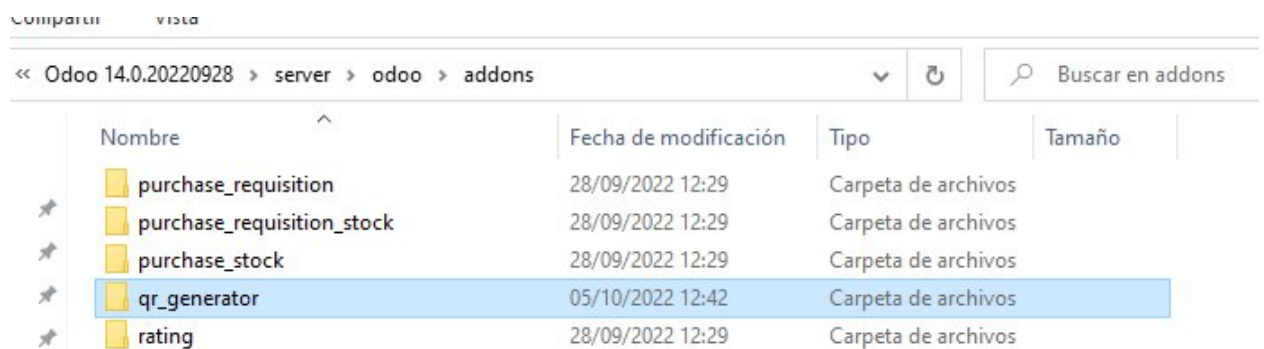 Compartir Vista
« Odoo 14.0.20220928 > server > odoo > addons Buscar en addons
Nombre Fecha de modificación Tipo Tamaño
purchase_requisition 28/09/2022 12:29 Carpeta de archivos
purchase_requisition_stock 28/09/2022 12:29 Carpeta de archivos
purchase_stock 28/09/2022 12:29 Carpeta de archivos
qr_generator 05/10/2022 12:42 Carpeta de archivos
rating 28/09/2022 12:29 Carpeta de archivos